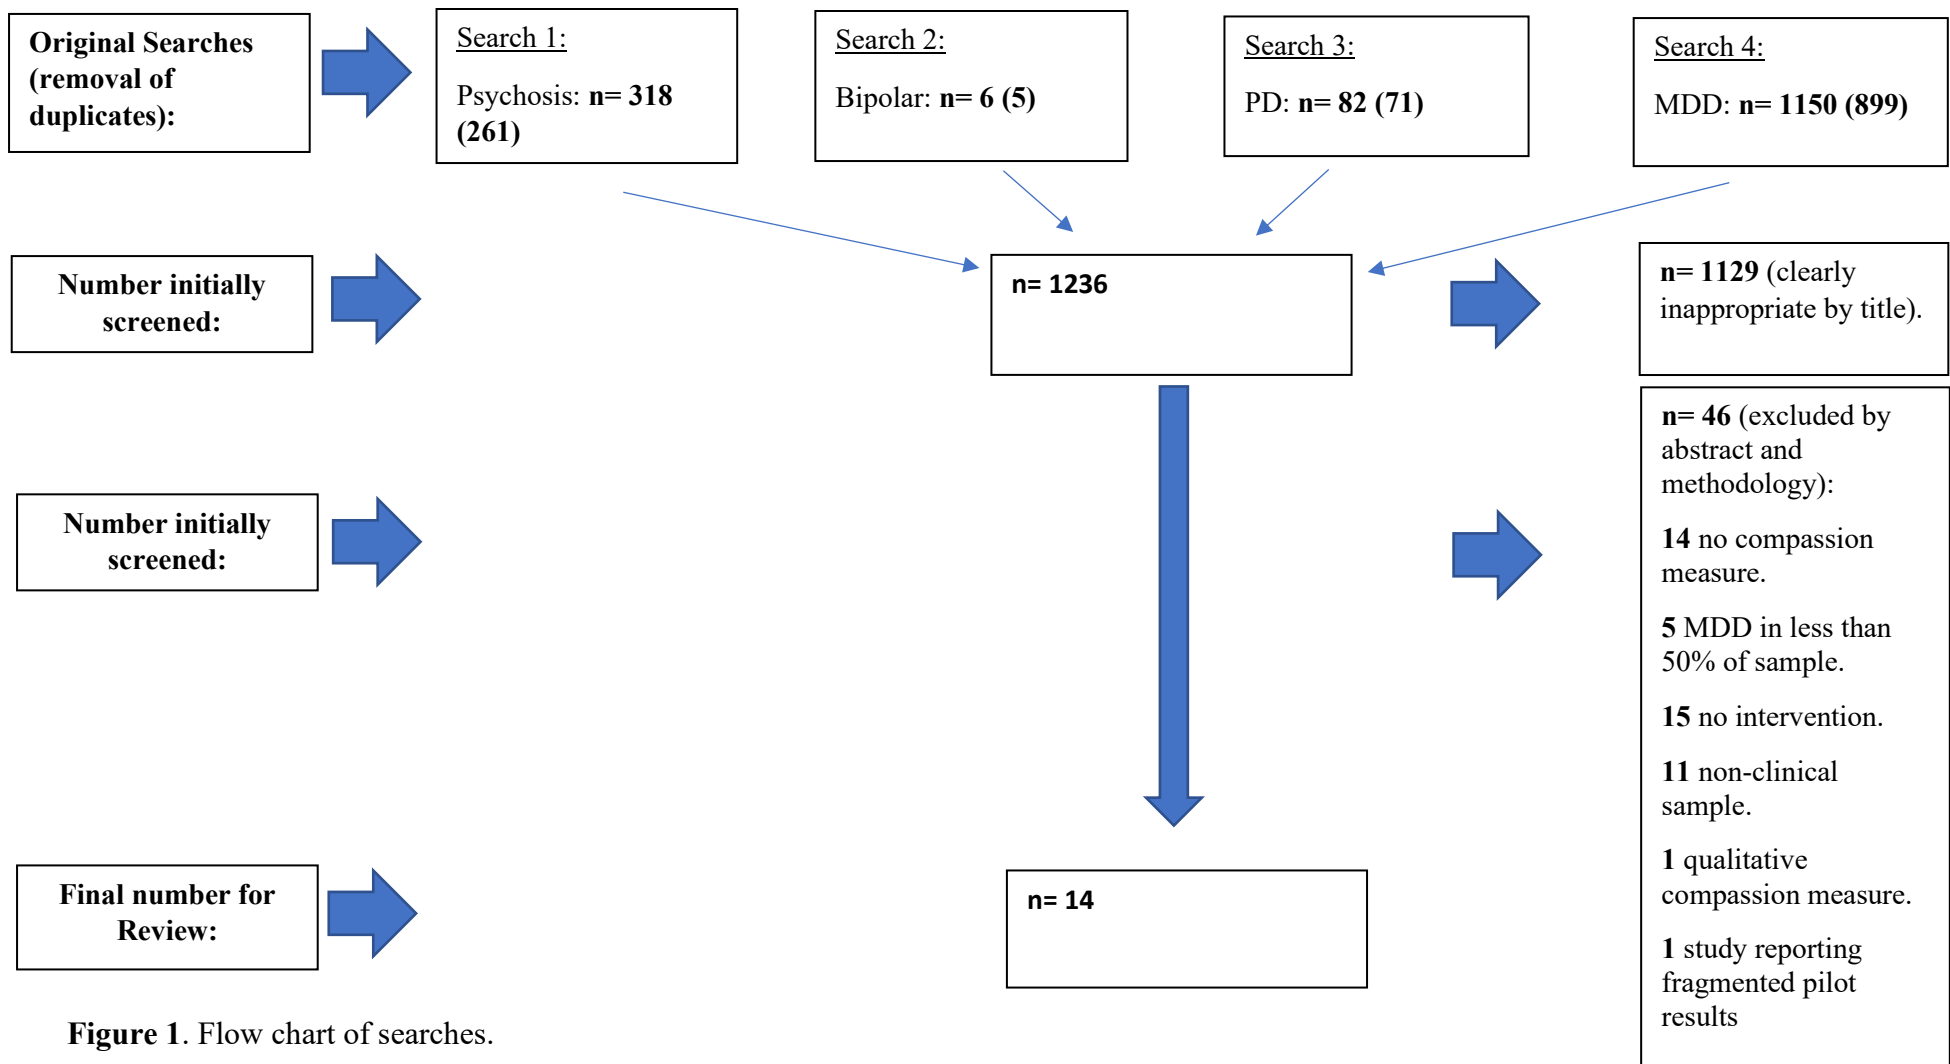 Original Searches
(removal of
duplicates):
Search 1:
Psychosis: n= 318
(261)
Search 2:
Bipolar: n= 6 (5)
Search 3:
PD: n= 82 (71)
Search 4:
MDD: n= 1150 (899)
Number initially
screened:
n= 1236
n= 1129 (clearly
inappropriate by title).
Number initially
screened:
n= 46 (excluded by
abstract and
methodology):
14 no compassion
measure.
5 MDD in less than
50% of sample.
15 no intervention.
11 non-clinical
sample.
1 qualitative
compassion measure.
1 study reporting
fragmented pilot
results
Final number for
Review:
n= 14
Figure 1. Flow chart of searches.